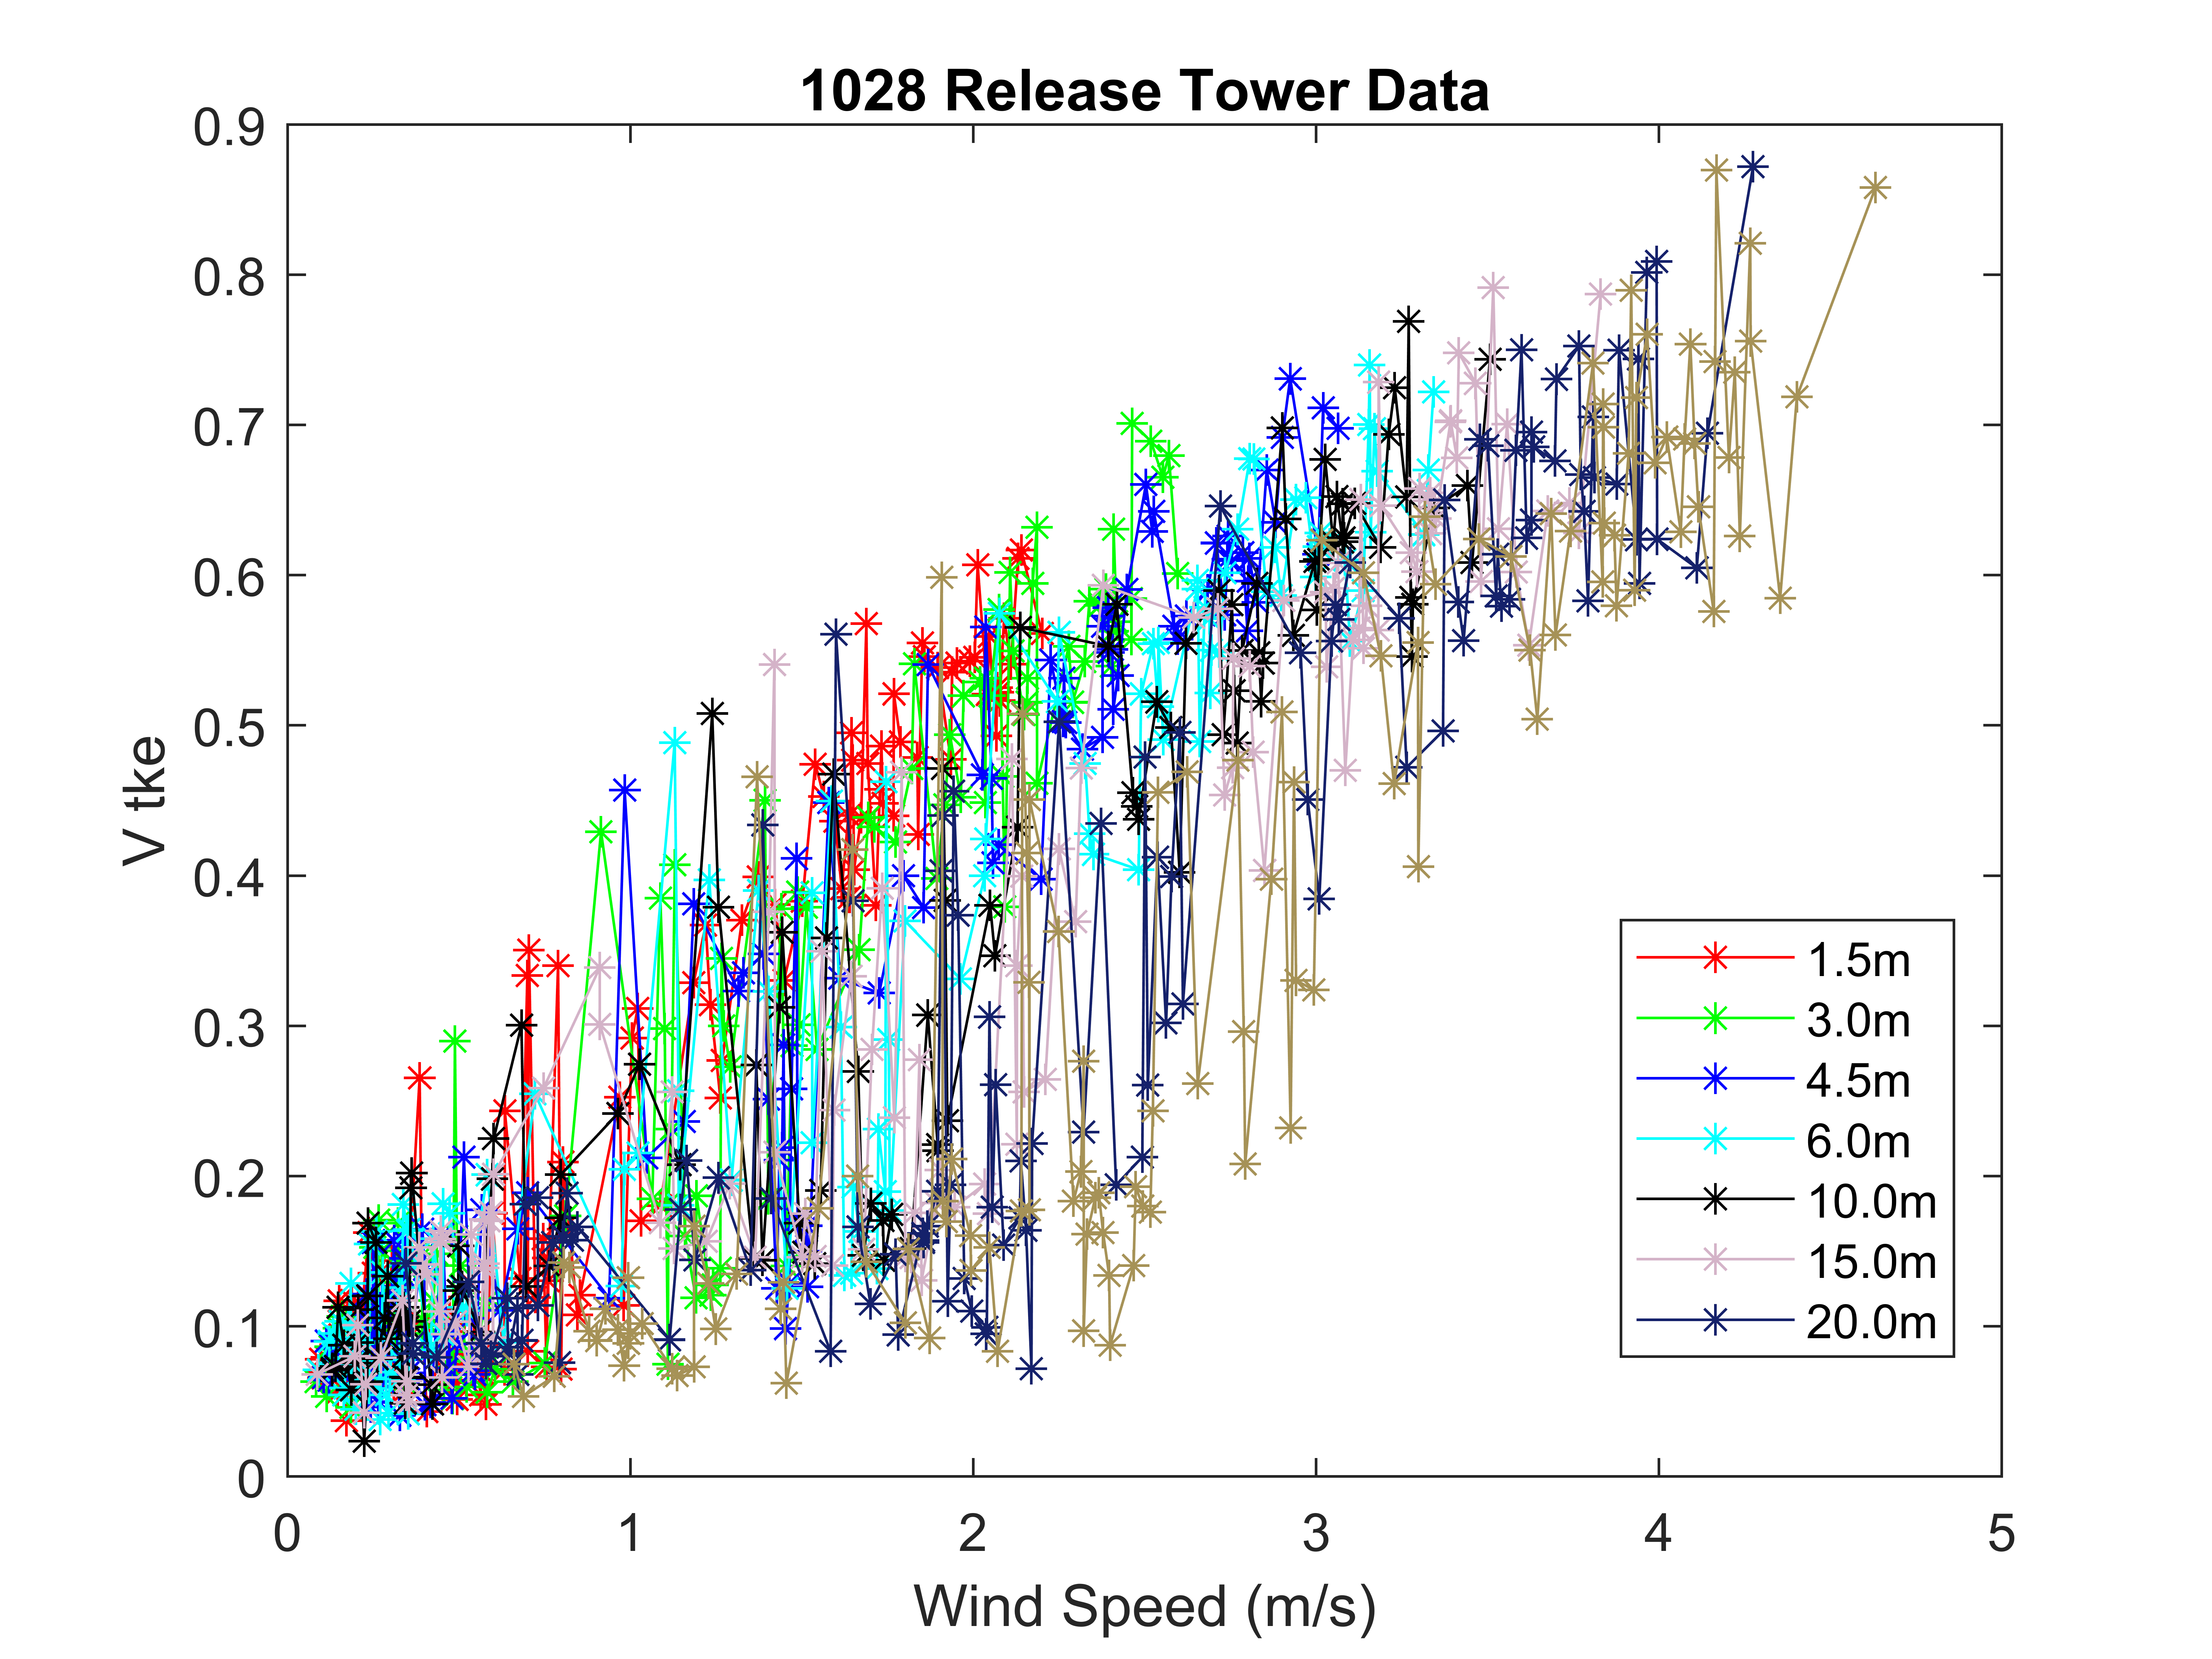 1028 Release Tower Data
0.9
0.8
0.7
0.6
0.5
0.4
0.3
0.2
0.1
0
V tke
1.5m
3.0m
4.5m
6.0m
10.0m
15.0m
20.0m
0 1 2 3 4 5
Wind Speed (m/s)